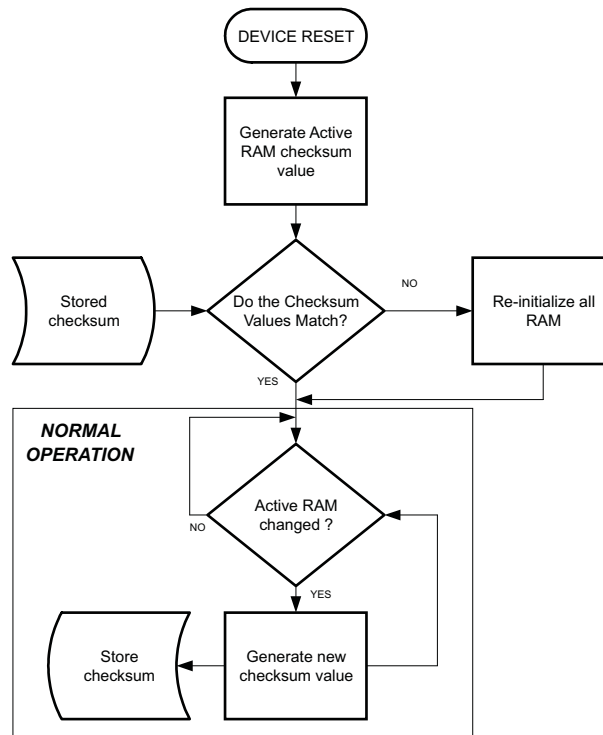 DEVICE RESET
Generate Active
RAM checksum
value
Stored
checksum
Do the Checksum
Values Match?
NO
Re-initialize all
RAM
YES
NORMAL
OPERATION
Active RAM
changed ?
NO
YES
Store
checksum
Generate new
checksum value